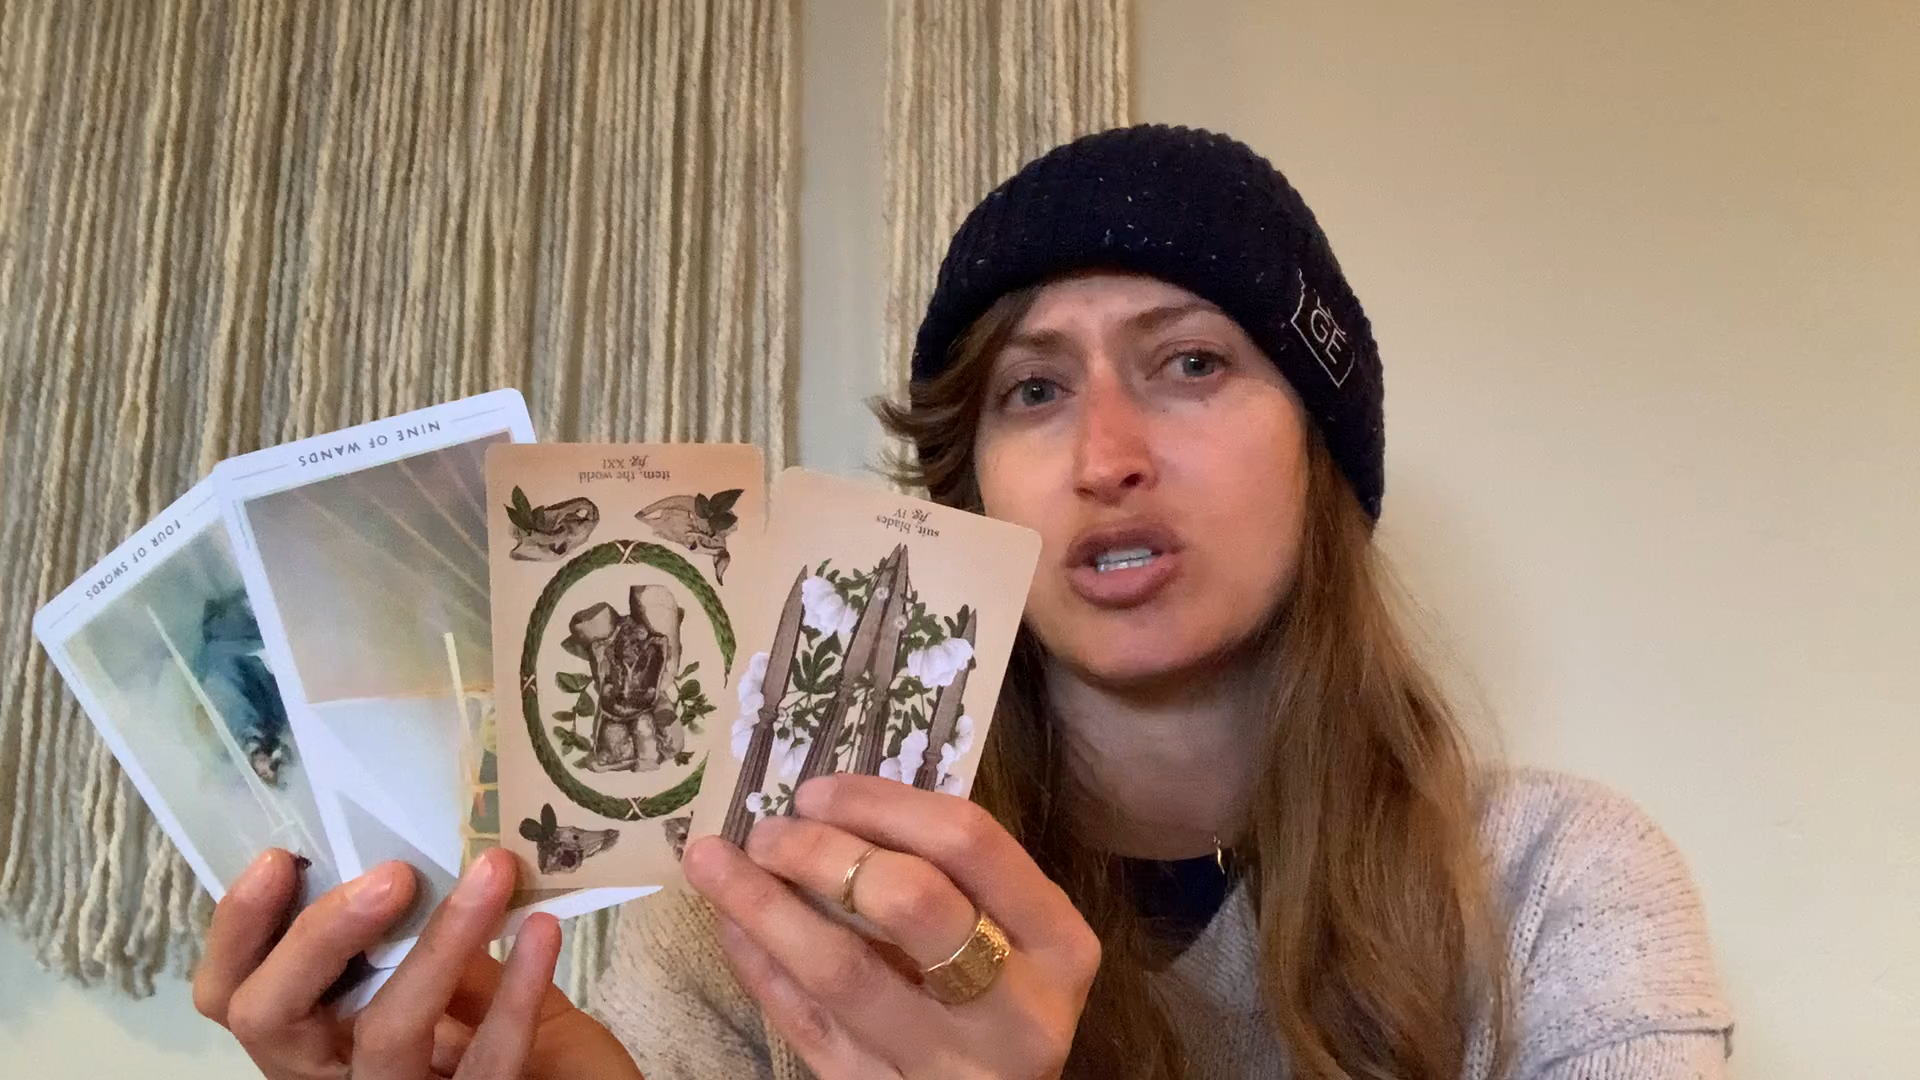 FOUR OF SWORDS
NINE OF WANDS
item, the world
fig. XXI
suit, blades
fig. IV
GE